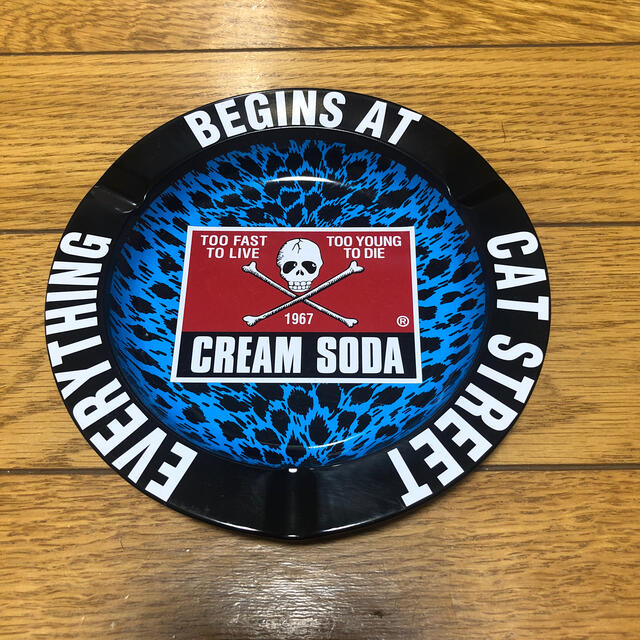 EVERYTHING
BEGINS AT
CAT STREET
TOO FAST
TO LIVE
TOO YOUNG
TO DIE
1967
®
CREAM SODA